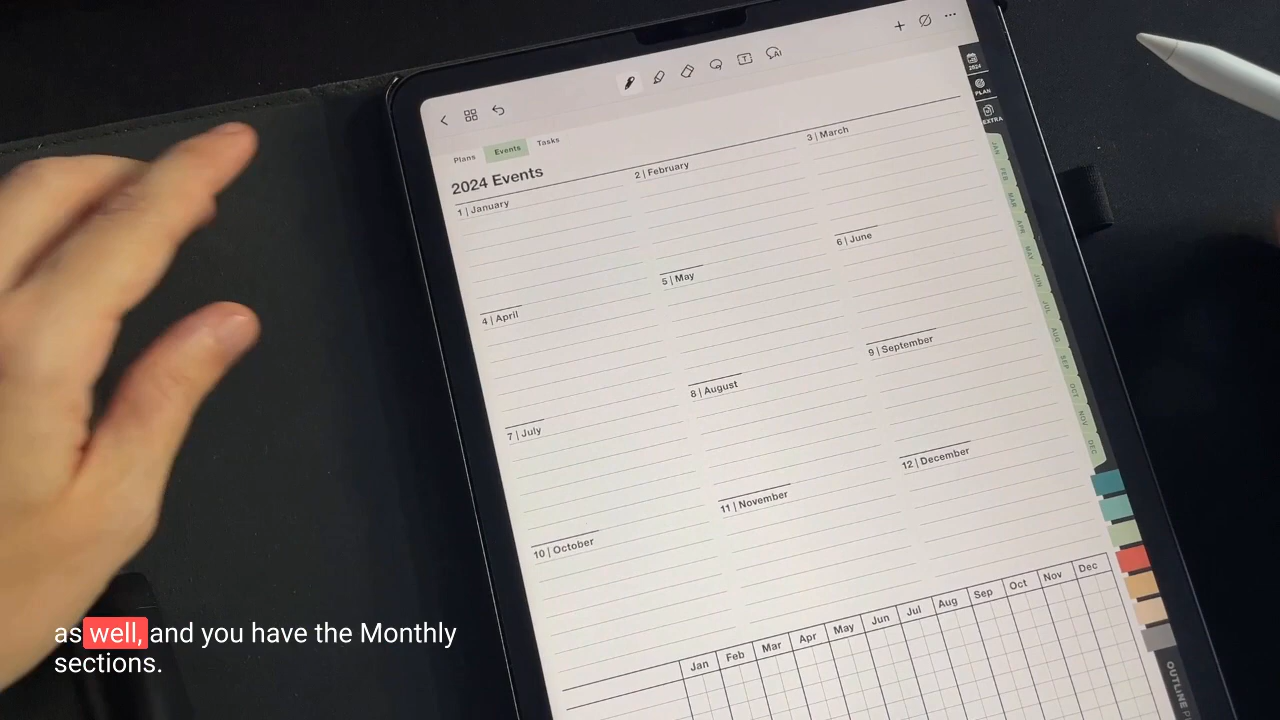 Plans Events Tasks
2024 Events
1 | January
2 | February
3 | March
4 | April
5 | May
6 | June
7 | July
8 | August
9 | September
10 | October
11 | November
12 | December
Jan Feb Mar Apr May Jun Jul Aug Sep Oct Nov Dec
T
AI
2024
PLAN
EXTRA
JAN
FEB
MAR
APR
MAY
JUN
JUL
AUG
SEP
OCT
NOV
DEC
OUTLINE
as well, and you have the Monthly
sections.